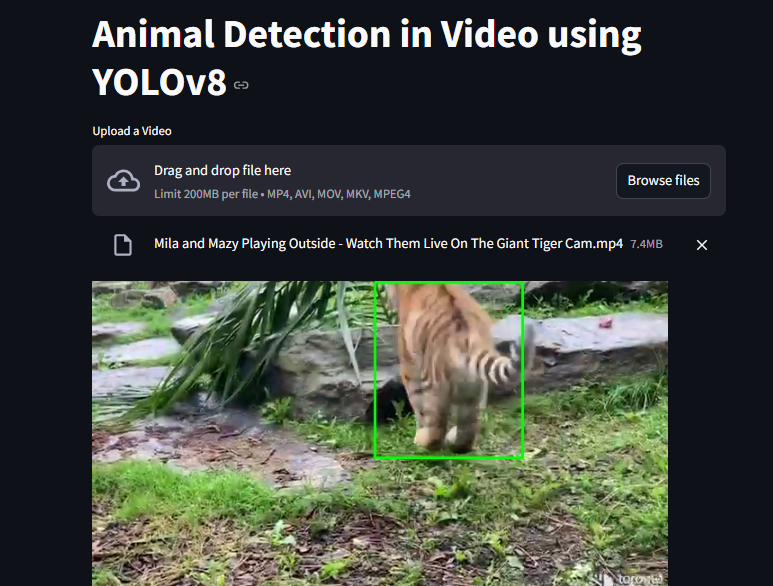 Animal Detection in Video using
YOLOv8
Upload a Video
Drag and drop file here
Limit 200MB per file • MP4, AVI, MOV, MKV, MPEG4
Browse files
Mila and Mazy Playing Outside - Watch Them Live On The Giant Tiger Cam.mp4 7.4MB